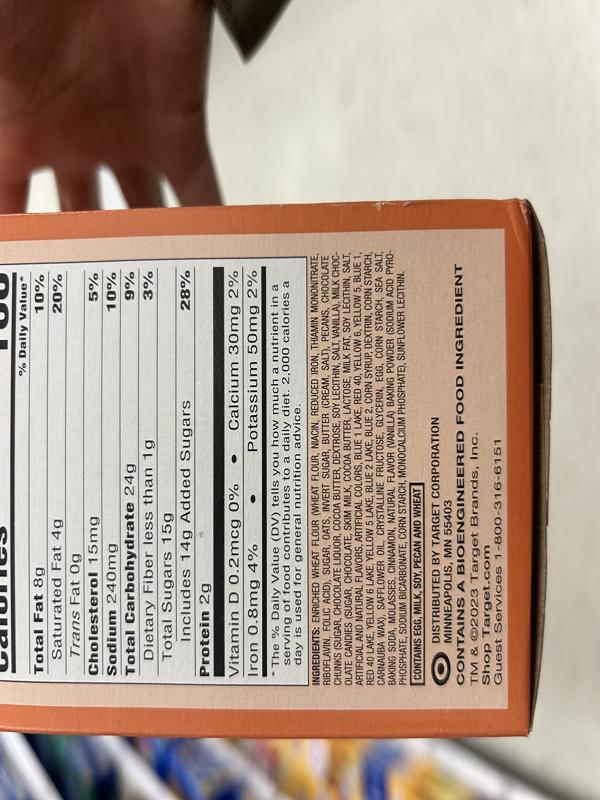 Calories
% Daily Value*
Total Fat 8g 10%
Saturated Fat 4g 20%
Trans Fat 0g
Cholesterol 15mg 5%
Sodium 240mg 10%
Total Carbohydrate 24g 9%
Dietary Fiber less than 1g 3%
Total Sugars 15g
Includes 14g Added Sugars 28%
Protein 2g
Vitamin D 0.2mcg 0% • Calcium 30mg 2%
Iron 0.8mg 4% • Potassium 50mg 2%
* The % Daily Value (DV) tells you how much a nutrient in a
serving of food contributes to a daily diet. 2,000 calories a
day is used for general nutrition advice.
INGREDIENTS: ENRICHED WHEAT FLOUR (WHEAT FLOUR, NIACIN, REDUCED IRON, THIAMIN MONONITRATE,
RIBOFLAVIN, FOLIC ACID), SUGAR, OATS, INVERT SUGAR, BUTTER (CREAM, SALT), PECANS, CHOCOLATE
CHUNKS (SUGAR, CHOCOLATE LIQUOR, COCOA BUTTER, DEXTROSE, SOY LECITHIN, SALT, VANILLA), MILK CHOC-
OLATE CANDIES (SUGAR, CHOCOLATE, SKIM MILK, COCOA BUTTER, LACTOSE, MILK FAT, SOY LECITHIN, SALT,
ARTIFICIAL AND NATURAL FLAVORS, ARTIFICIAL COLORS, BLUE 1 LAKE, RED 40, YELLOW 6, YELLOW 5, BLUE 1,
RED 40 LAKE, YELLOW 6 LAKE, YELLOW 5 LAKE, BLUE 2 LAKE, BLUE 2, CORN SYRUP, DEXTRIN, CORN STARCH,
CARNAUBA WAX), SAFFLOWER OIL, CRYSTALLINE FRUCTOSE, GLYCERIN, EGG, CORN STARCH, SEA SALT,
BAKING SODA, MOLASSES, CINNAMON, NATURAL FLAVOR (VANILLA) BAKING POWDER (SODIUM ACID PYRO-
PHOSPHATE, SODIUM BICARBONATE, CORN STARCH, MONOCALCIUM PHOSPHATE), SUNFLOWER LECITHIN.
CONTAINS EGG, MILK, SOY, PECAN AND WHEAT
DISTRIBUTED BY TARGET CORPORATION
MINNEAPOLIS, MN 55403
CONTAINS A BIOENGINEERED FOOD INGREDIENT
TM & ©2023 Target Brands, Inc.
Shop Target.com
Guest Services 1-800-316-6151